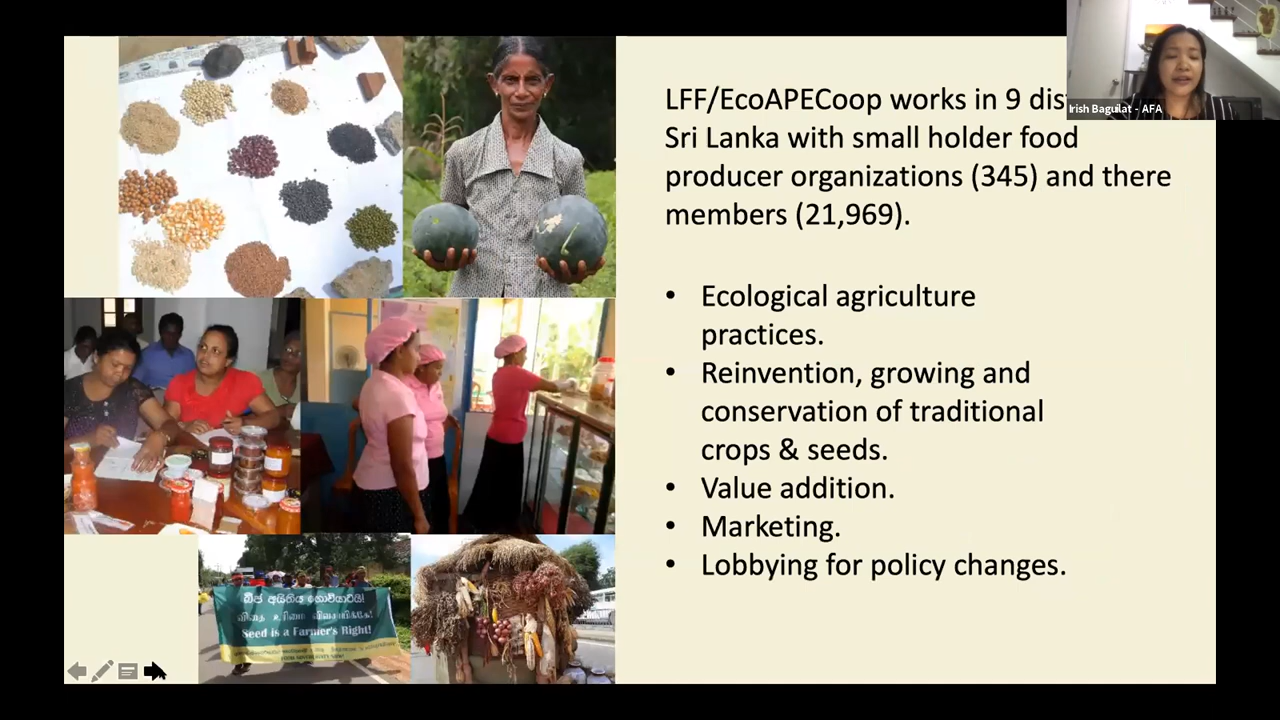 Irish Baguilat - AFA
LFF/EcoAPECoop works in 9 dis
Sri Lanka with small holder food
producer organizations (345) and there
members (21,969).
• Ecological agriculture
practices.
• Reinvention, growing and
conservation of traditional
crops & seeds.
• Value addition.
• Marketing.
• Lobbying for policy changes.
බීජ අයිතිය ගොවියාටයි!
Seed is a Farmer's Right!